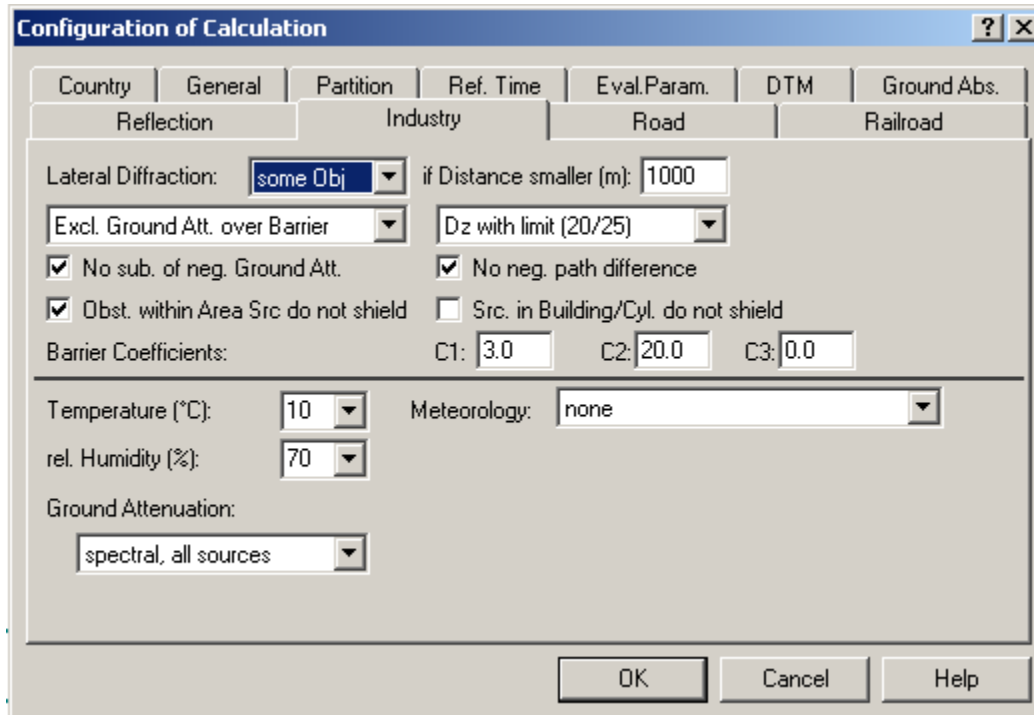 Configuration of Calculation
Country General Partition Ref. Time Eval.Param. DTM Ground Abs.
Reflection Industry Road Railroad
Lateral Diffraction: some Obj if Distance smaller (m): 1000
Excl. Ground Att. over Barrier Dz with limit (20/25)
No sub. of neg. Ground Att. No neg. path difference
Obst. within Area Src do not shield Src. in Building/Cyl. do not shield
Barrier Coefficients: C1: 3.0 C2: 20.0 C3: 0.0
Temperature (°C): 10 Meteorology: none
rel. Humidity (%): 70
Ground Attenuation:
spectral, all sources
OK Cancel Help